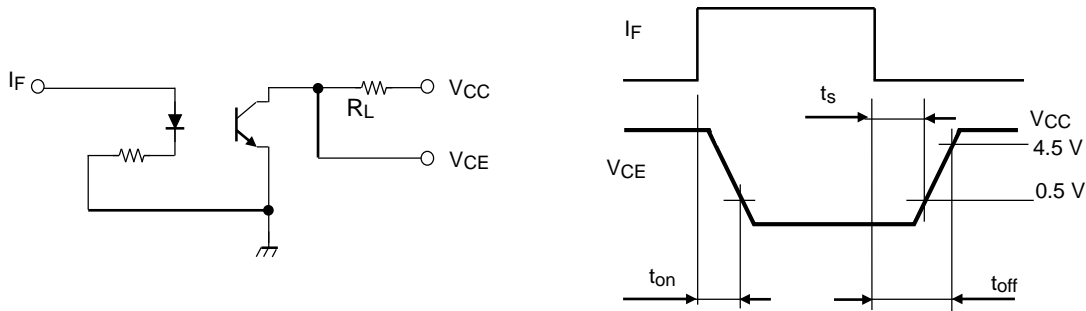 IF
VCC
RL
VCE
IF
ts
VCC
4.5 V
VCE
0.5 V
ton
toff